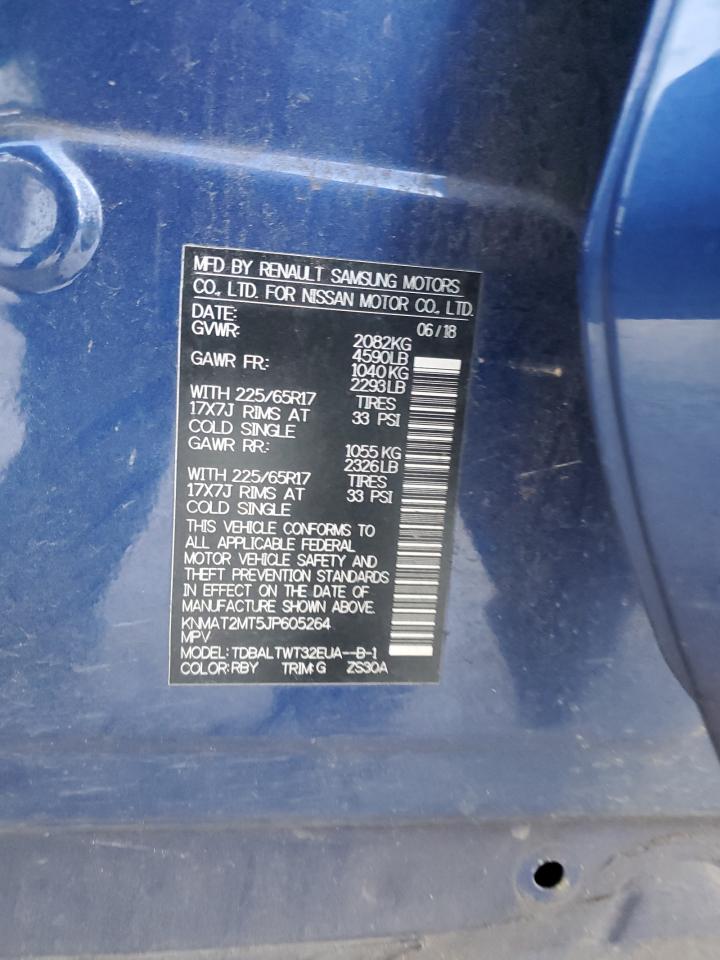 MFD BY RENAULT SAMSUNG MOTORS
CO., LTD. FOR NISSAN MOTOR CO., LTD.
DATE: 06/18
GVWR: 2082KG
4590LB
GAWR FR: 1040KG
2293LB
WITH 225/65R17 TIRES
17X7J RIMS AT 33 PSI
COLD SINGLE
GAWR RR: 1055KG
2326LB
WITH 225/65R17 TIRES
17X7J RIMS AT 33 PSI
COLD SINGLE
THIS VEHICLE CONFORMS TO
ALL APPLICABLE FEDERAL
MOTOR VEHICLE SAFETY AND
THEFT PREVENTION STANDARDS
IN EFFECT ON THE DATE OF
MANUFACTURE SHOWN ABOVE.
KNMAT2MT5JP605264
MPV
MODEL: TDBALTWT32EUA--B-1
COLOR: RBY TRIM: G ZS30A